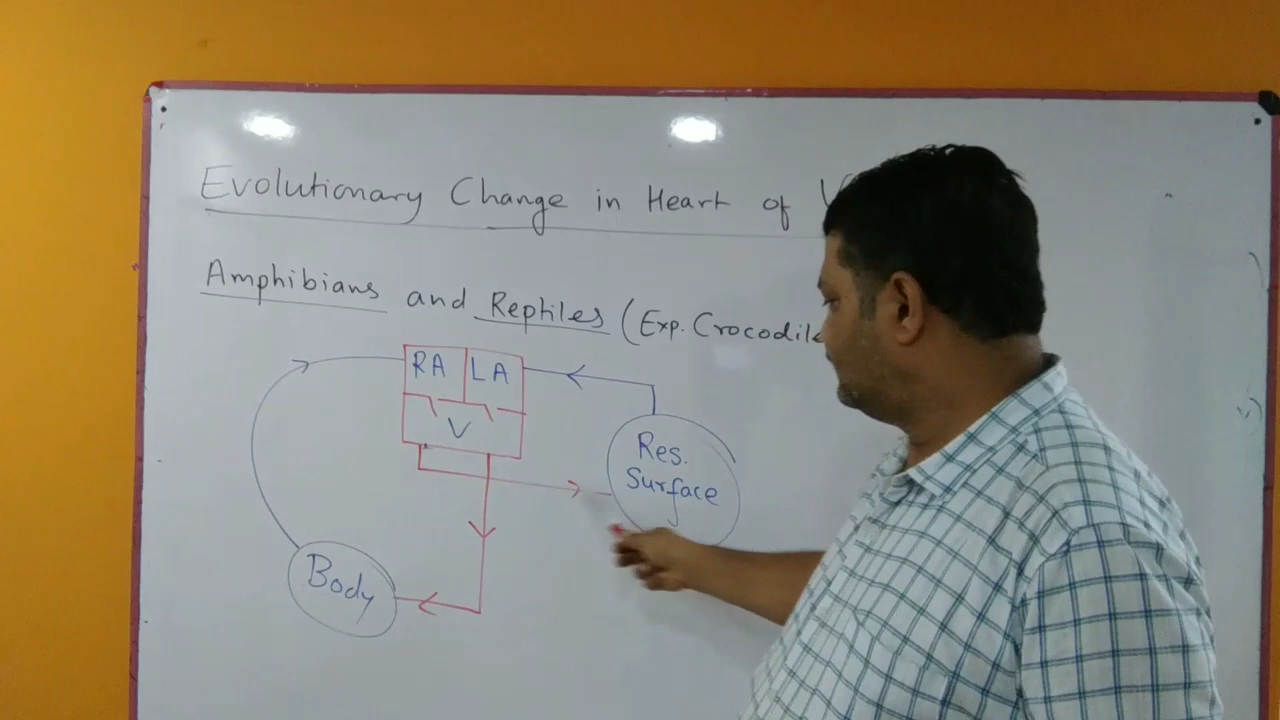 Evolutionary Change in Heart of
Amphibians and Reptiles (Exp. Crocodile
RA LA
V
Res.
Surface
Body